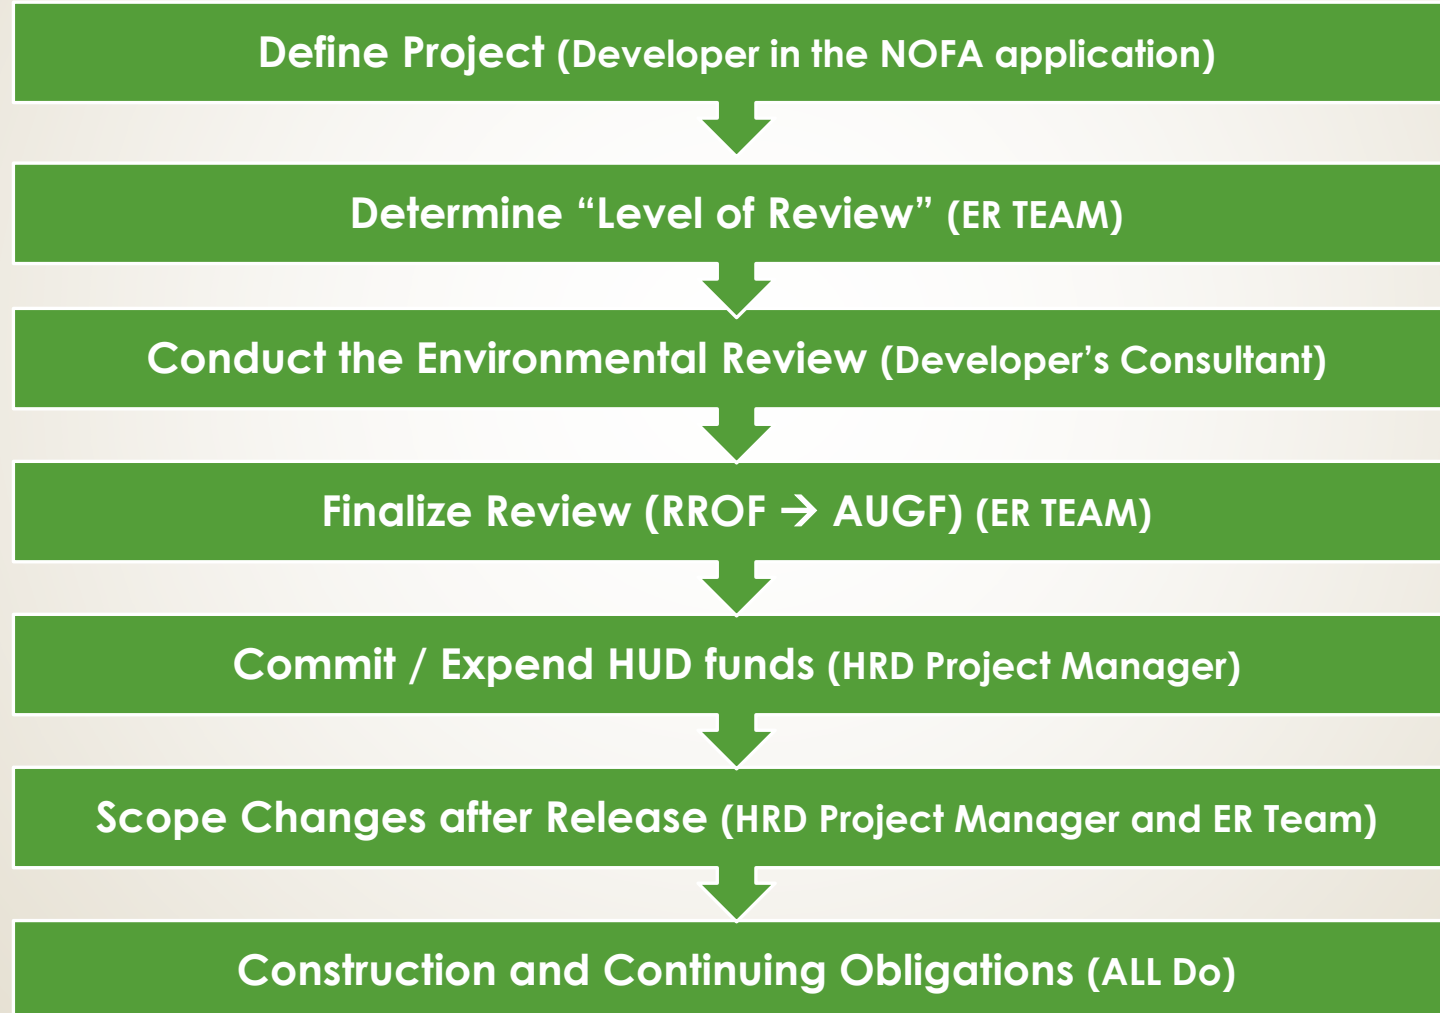 Define Project (Developer in the NOFA application)
Determine “Level of Review” (ER TEAM)
Conduct the Environmental Review (Developer’s Consultant)
Finalize Review (RROF → AUGF) (ER TEAM)
Commit / Expend HUD funds (HRD Project Manager)
Scope Changes after Release (HRD Project Manager and ER Team)
Construction and Continuing Obligations (ALL Do)